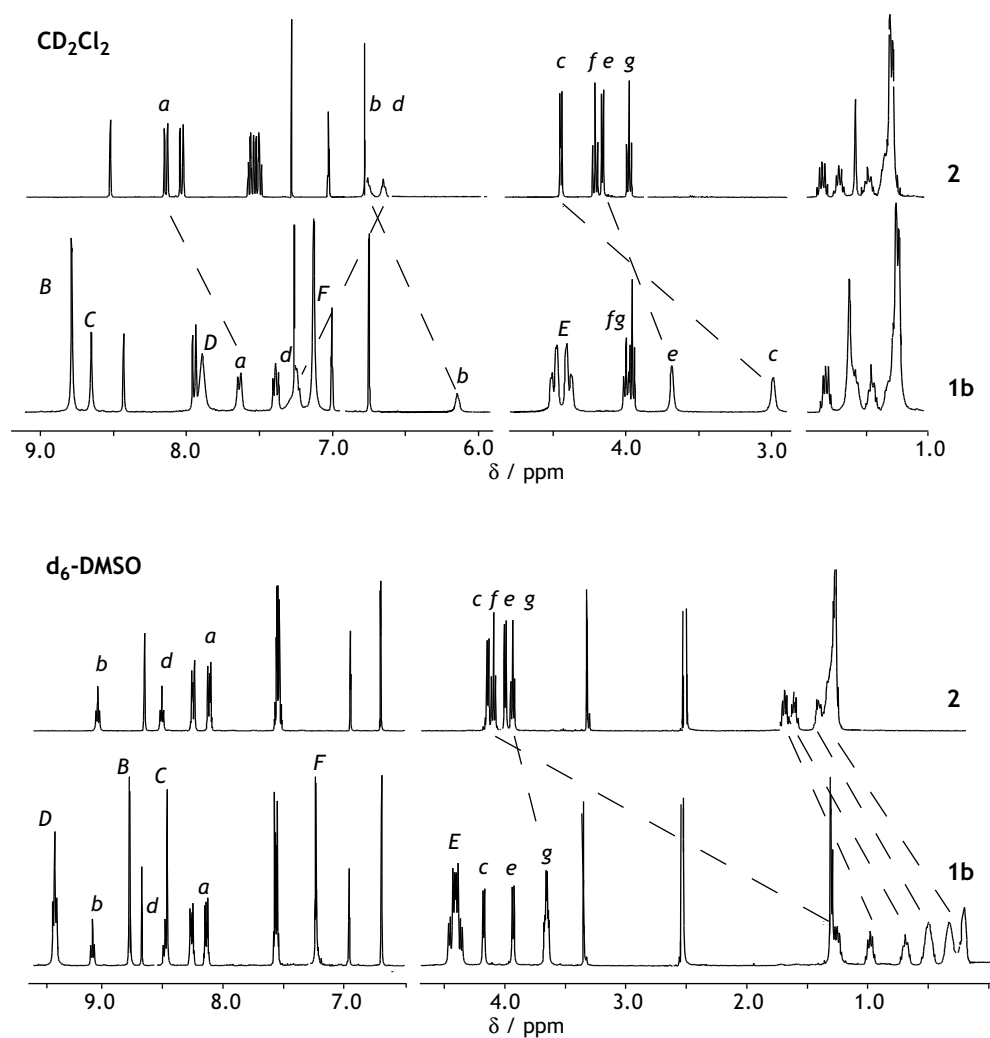 CD2Cl2
a b d c f e g
2
B C D a d F b E fg e c
1b
9.0 8.0 7.0 6.0 4.0 3.0 1.0
δ / ppm
d6-DMSO
b d a c f e g
2
D b B d C a F E c e g
1b
9.0 8.0 7.0 4.0 3.0 2.0 1.0
δ / ppm δ / ppm